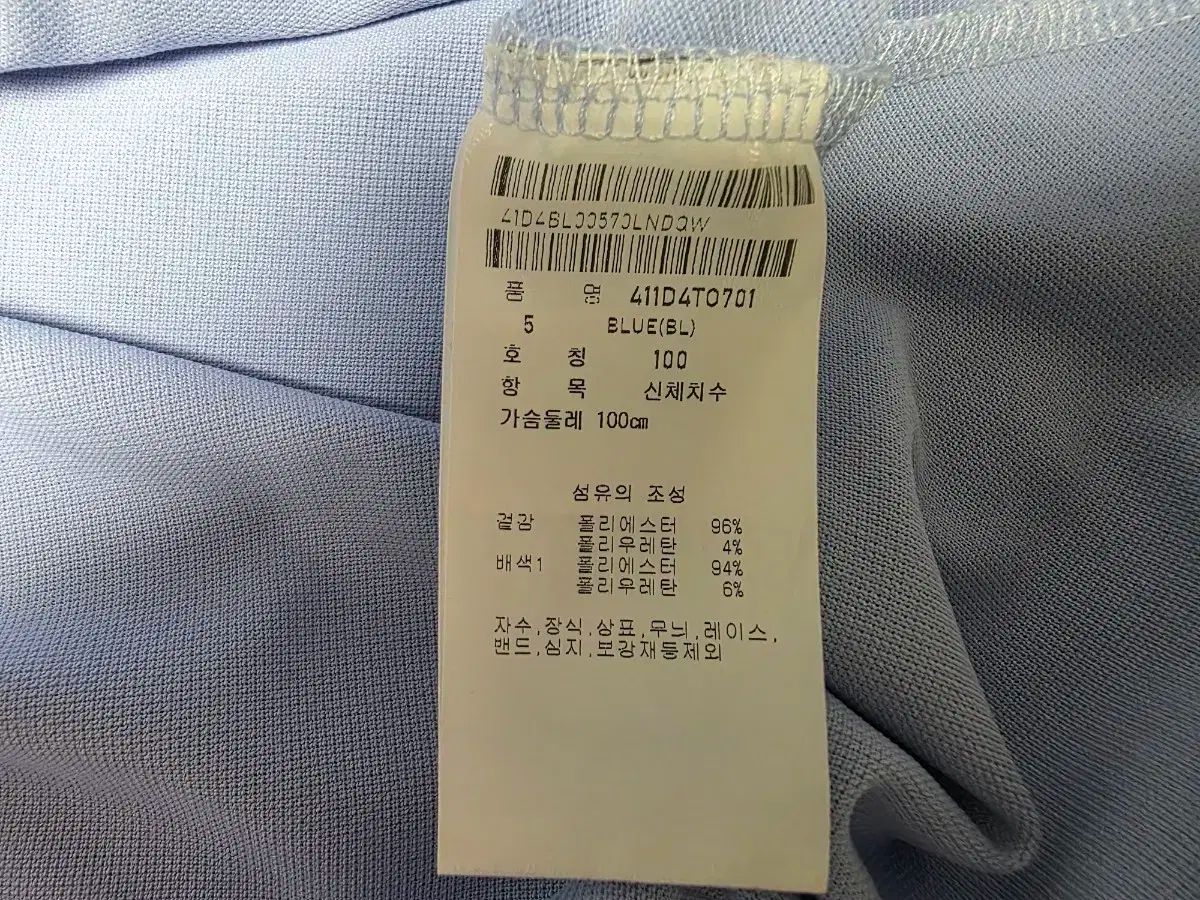 41D4BL00570LNDQW
품 명 411D4TO701
5 BLUE(BL)
호 칭 100
항 목 신체치수
가슴둘레 100㎝
섬유의 조성
겉감 폴리에스터 96%
폴리우레탄 4%
배색1 폴리에스터 94%
폴리우레탄 6%
자수,장식,상표,무늬,레이스,
밴드,심지,보강재등제외